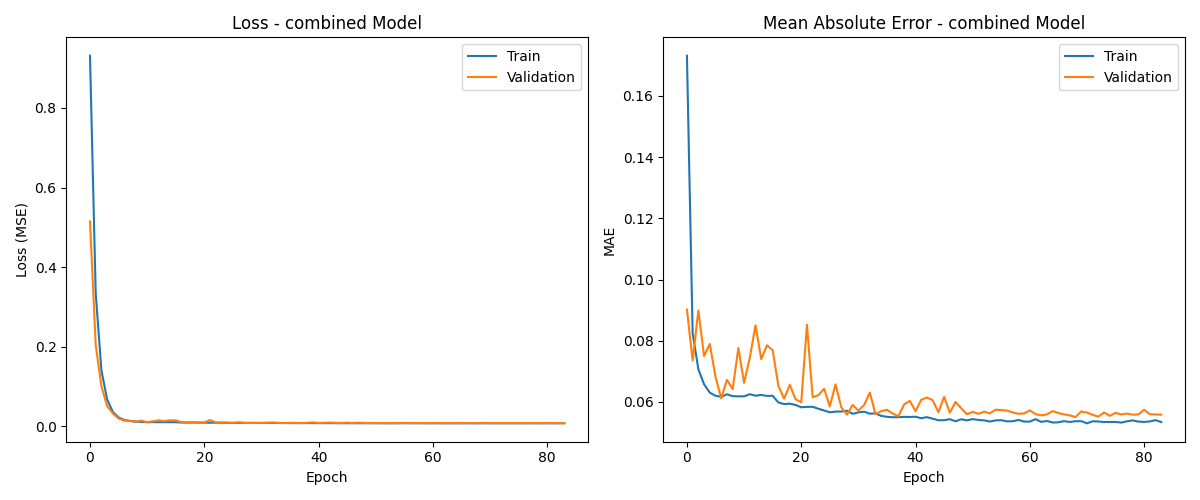 Loss - combined Model
Train
Validation
0.8
0.6
0.4
0.2
0.0
Loss (MSE)
0
20
40
60
80
Epoch
Mean Absolute Error - combined Model
Train
Validation
0.16
0.14
0.12
0.10
0.08
0.06
MAE
0
20
40
60
80
Epoch